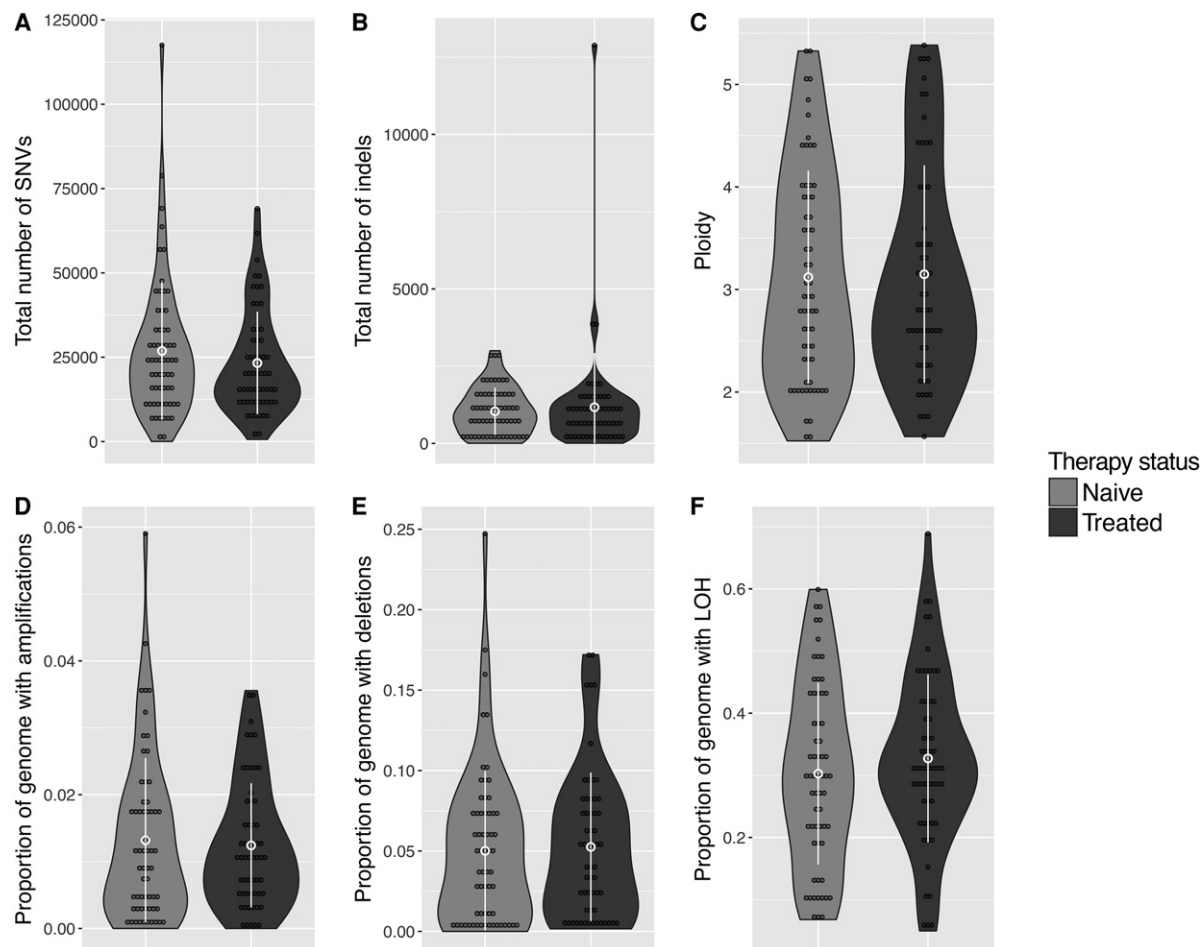 A
Total number of SNVs
125000
100000
75000
50000
25000
0
B
Total number of indels
10000
5000
0
C
Ploidy
5
4
3
2
Therapy status
Naive
Treated
D
Proportion of genome with amplifications
0.06
0.04
0.02
0.00
E
Proportion of genome with deletions
0.25
0.20
0.15
0.10
0.05
0.00
F
Proportion of genome with LOH
0.6
0.4
0.2